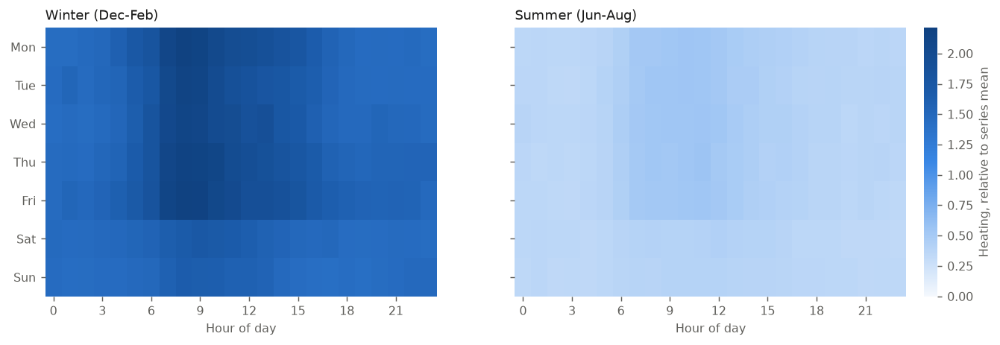 Winter (Dec-Feb)
Mon
Tue
Wed
Thu
Fri
Sat
Sun
0 3 6 9 12 15 18 21
Hour of day
Summer (Jun-Aug)
0 3 6 9 12 15 18 21
Hour of day
2.00
1.75
1.50
1.25
1.00
0.75
0.50
0.25
0.00
Heating, relative to series mean